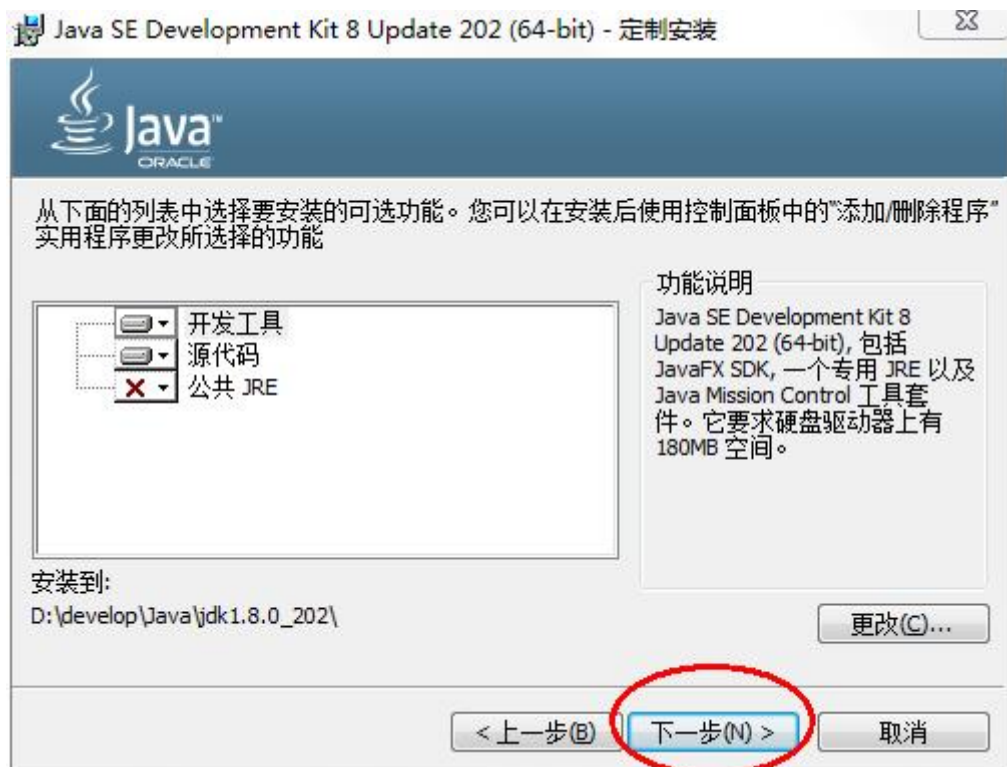 Java SE Development Kit 8 Update 202 (64-bit) - 定制安装
Java™
ORACLE
从下面的列表中选择要安装的可选功能。您可以在安装后使用控制面板中的"添加/删除程序"
实用程序更改所选择的功能
开发工具
源代码
公共 JRE
功能说明
Java SE Development Kit 8
Update 202 (64-bit), 包括
JavaFX SDK, 一个专用 JRE 以及
Java Mission Control 工具套
件。它要求硬盘驱动器上有
180MB 空间。
安装到:
D:\develop\Java\jdk1.8.0_202\
更改(C)...
< 上一步(B)
下一步(N) >
取消